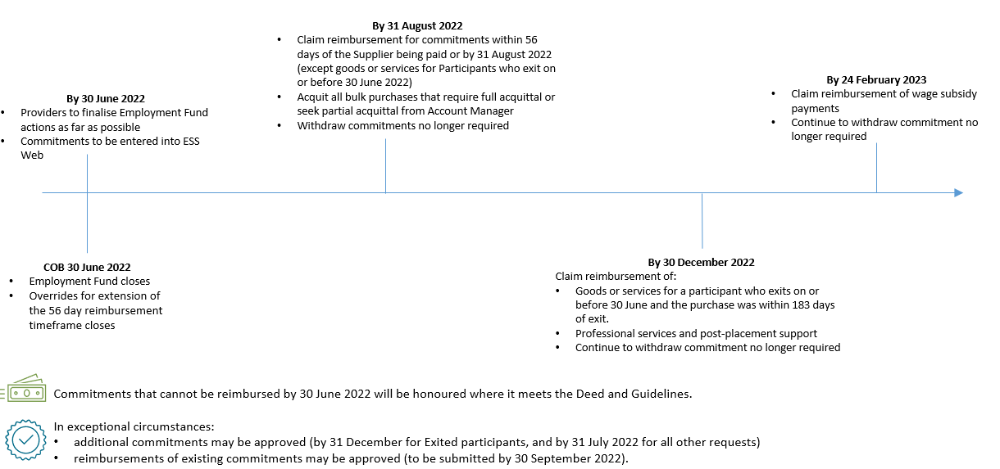 By 30 June 2022
• Providers to finalise Employment Fund
actions as far as possible
• Commitments to be entered into ESS
Web
By 31 August 2022
• Claim reimbursement for commitments within 56
days of the Supplier being paid or by 31 August 2022
(except goods or services for Participants who exit on
or before 30 June 2022)
• Acquit all bulk purchases that require full acquittal or
seek partial acquittal from Account Manager
• Withdraw commitments no longer required
By 24 February 2023
• Claim reimbursement of wage subsidy
payments
• Continue to withdraw commitment no
longer required
COB 30 June 2022
• Employment Fund closes
• Overrides for extension of
the 56 day reimbursement
timeframe closes
By 30 December 2022
Claim reimbursement of:
• Goods or services for a participant who exits on or
before 30 June and the purchase was within 183 days
of exit.
• Professional services and post-placement support
• Continue to withdraw commitment no longer required
Commitments that cannot be reimbursed by 30 June 2022 will be honoured where it meets the Deed and Guidelines.
In exceptional circumstances:
• additional commitments may be approved (by 31 December for Exited participants, and by 31 July 2022 for all other requests)
• reimbursements of existing commitments may be approved (to be submitted by 30 September 2022).